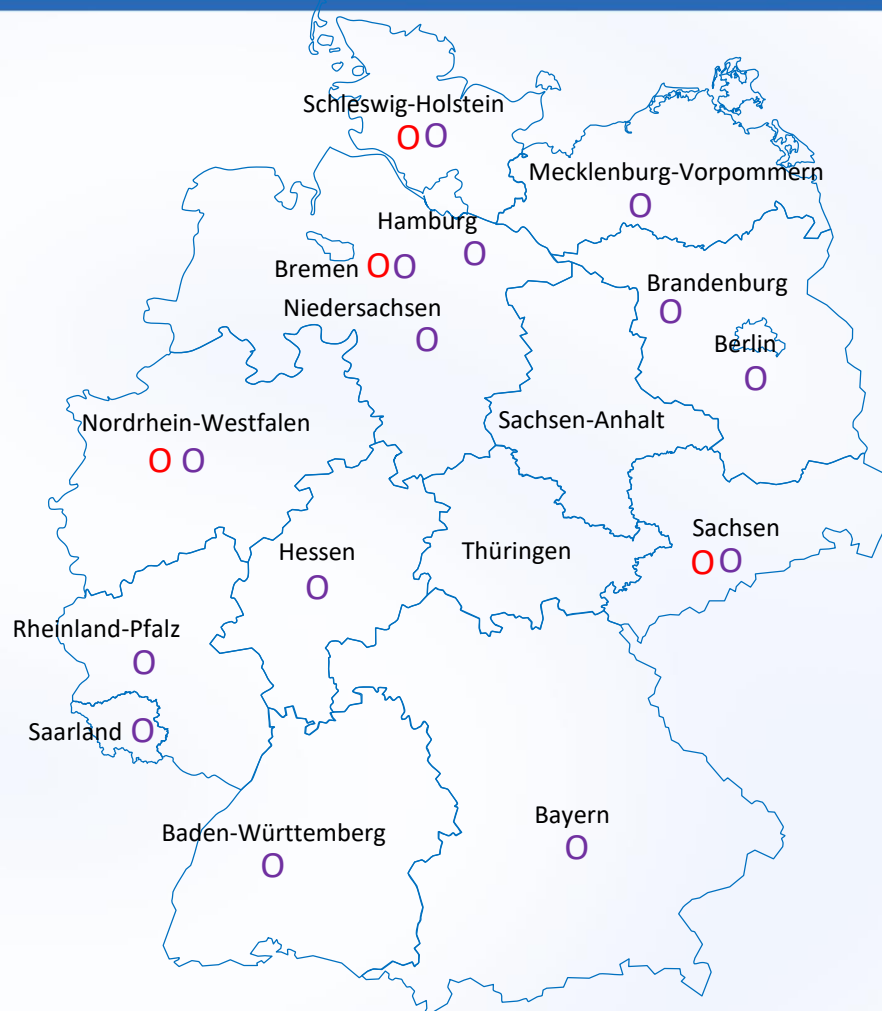 Schleswig-Holstein
O O
Mecklenburg-Vorpommern
O
Hamburg
O
Bremen O O
Brandenburg
O
Niedersachsen
O
Berlin
O
Nordrhein-Westfalen
O O
Sachsen-Anhalt
Sachsen
O O
Hessen
O
Thüringen
Rheinland-Pfalz
O
Saarland O
Baden-Württemberg
O
Bayern
O